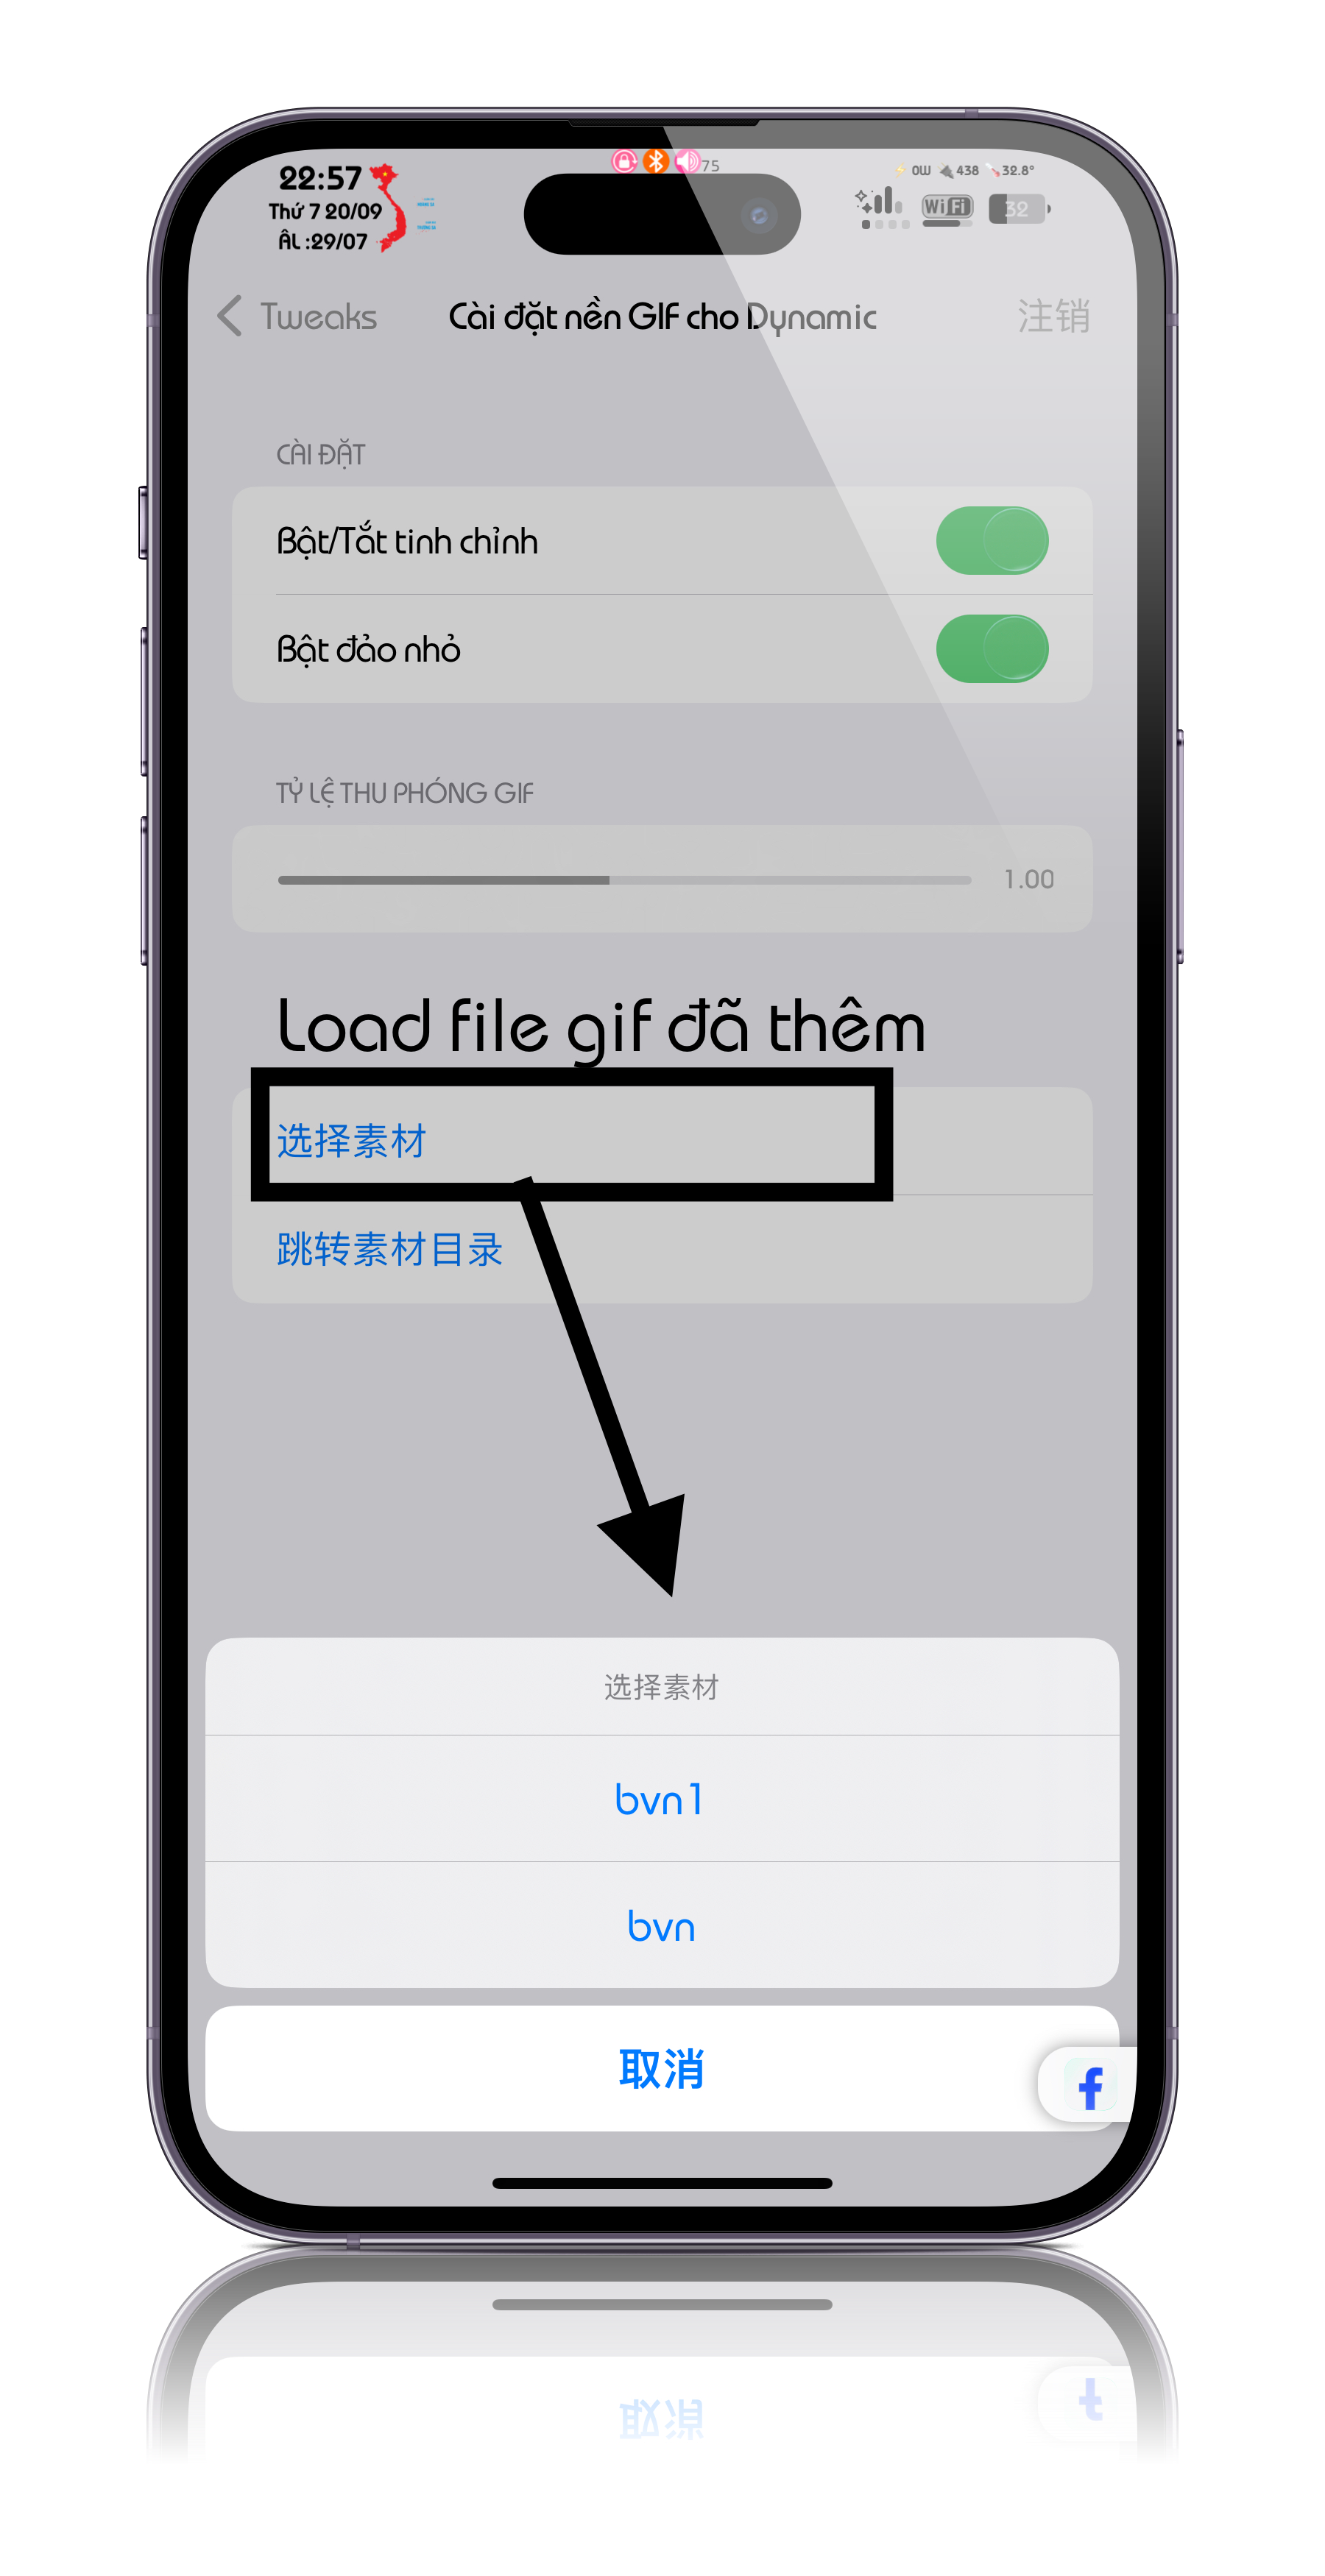 22:57
Thứ 7 20/09
ÂL :29/07
75
0W 438 32.8°
WiFi
32
Tweaks
Cài đặt nền GIF cho Dynamic
注销
CÀI ĐẶT
Bật/Tắt tinh chỉnh
Bật đảo nhỏ
TỶ LỆ THU PHÓNG GIF
1.00
Load file gif đã thêm
选择素材
跳转素材目录
选择素材
bvn1
bvn
取消